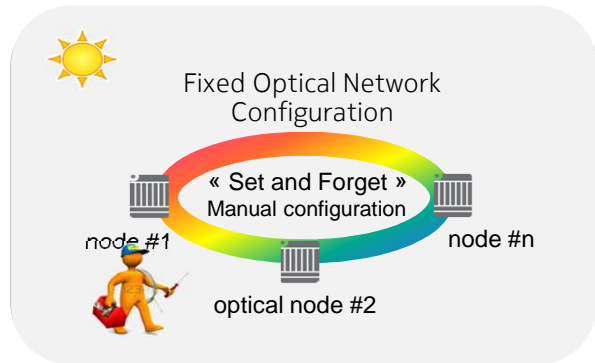 Fixed Optical Network
Configuration
« Set and Forget »
Manual configuration
node #1
node #n
optical node #2